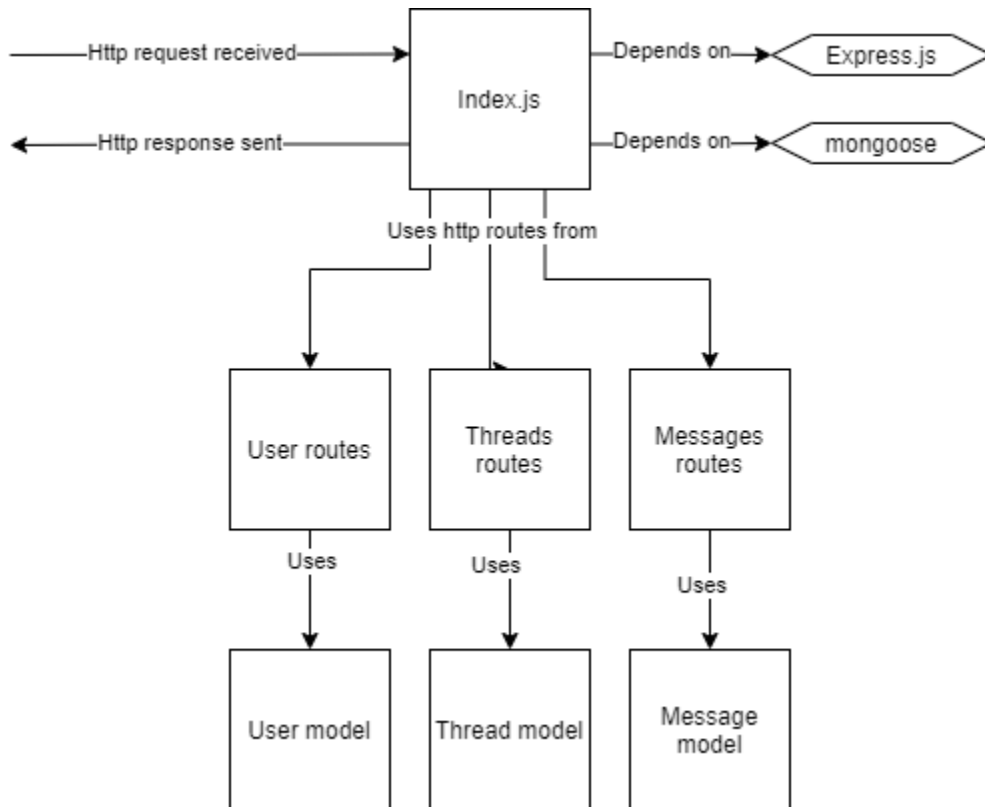 Http request received
Index.js
Depends on
Express.js
Http response sent
Depends on
mongoose
Uses http routes from
User routes
Threads
routes
Messages
routes
Uses
Uses
Uses
User model
Thread model
Message
model